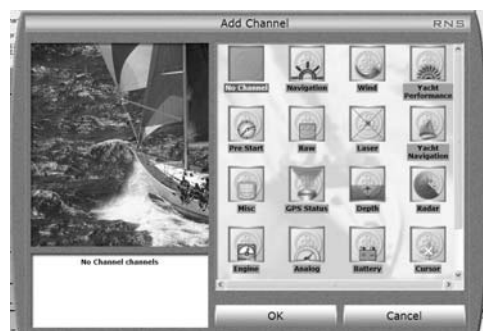 Add Channel
RNS
No Channel
Navigation
Wind
Yacht
Performance
Pre Start
Raw
Laser
Yacht
Navigation
Misc
GPS Status
Depth
Radar
No Channel channels
Engine
Analog
Battery
Cursor
OK
Cancel